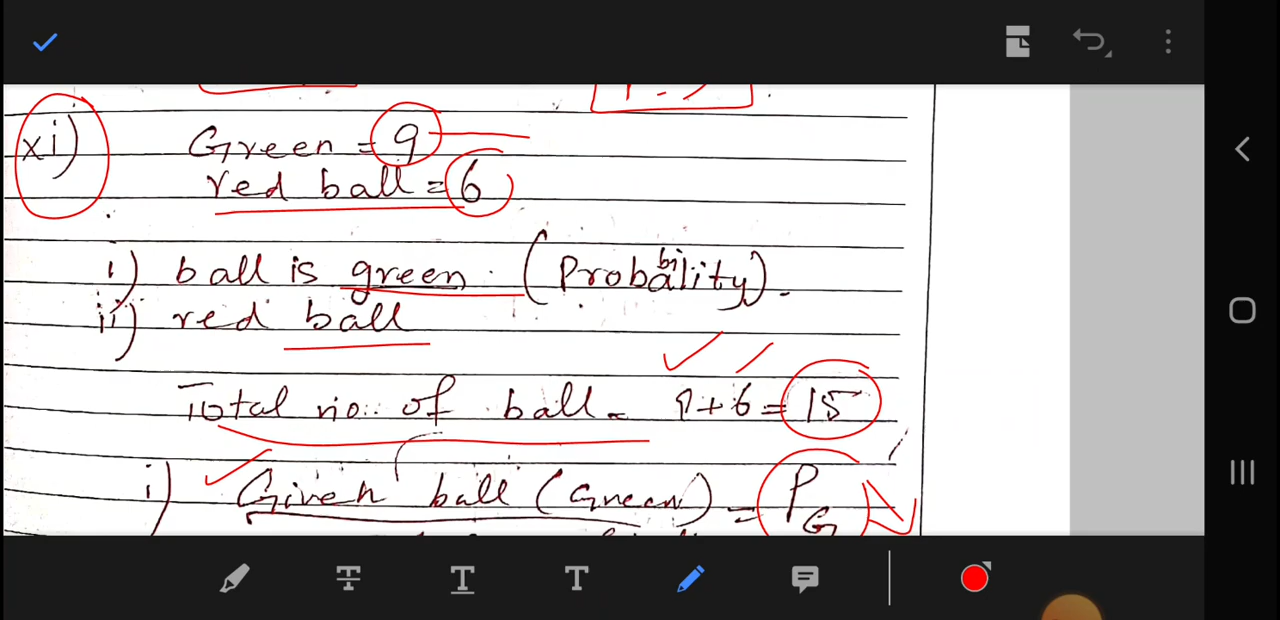 xi) Green = 9
red ball = 6
i) ball is green. (Probability).
ii) red ball
Total no. of ball = 9+6=15
i) Given ball (Green) = PG
T T T